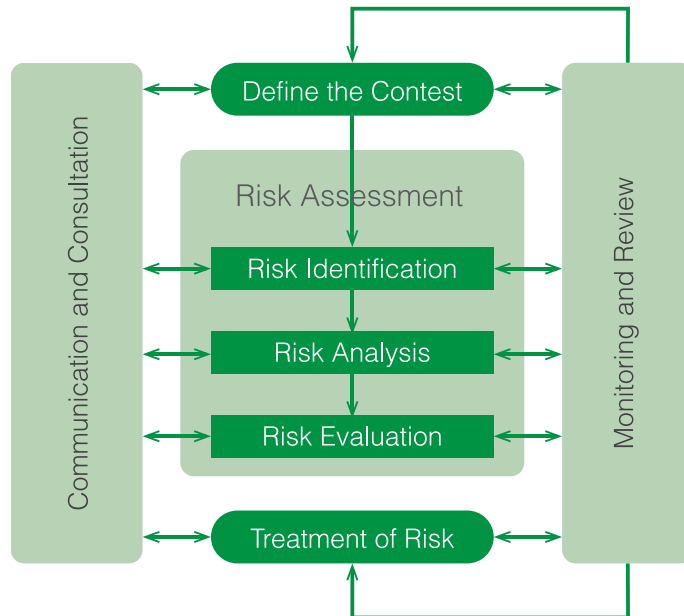 Define the Contest
Communication and Consultation
Risk Assessment
Risk Identification
Risk Analysis
Risk Evaluation
Monitoring and Review
Treatment of Risk